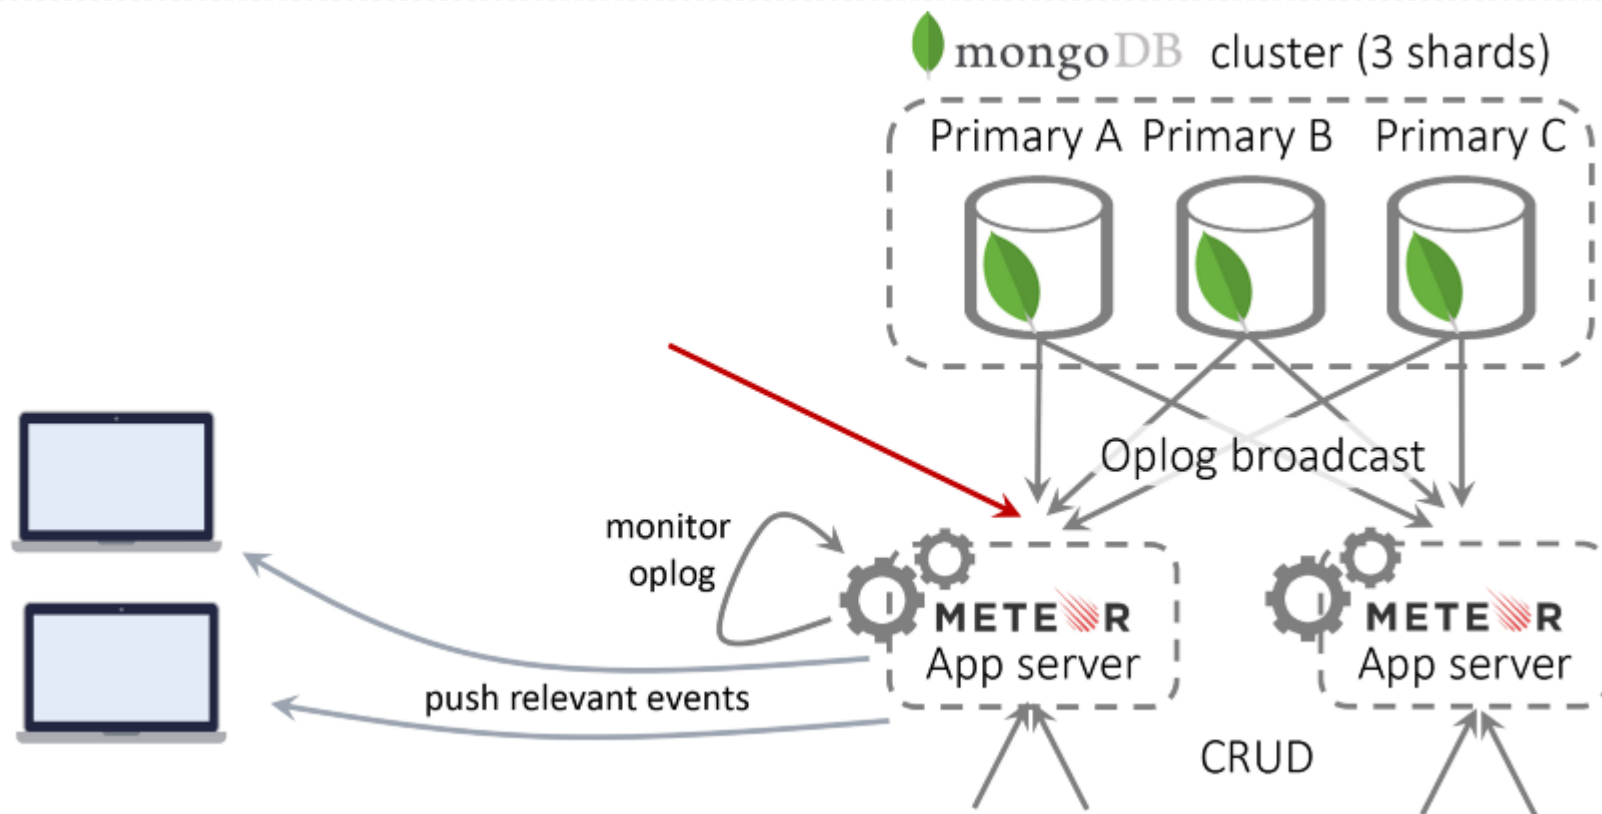 mongoDB cluster (3 shards)
Primary A Primary B Primary C
Oplog broadcast
monitor
oplog
METEOR
App server
METEOR
App server
push relevant events
CRUD